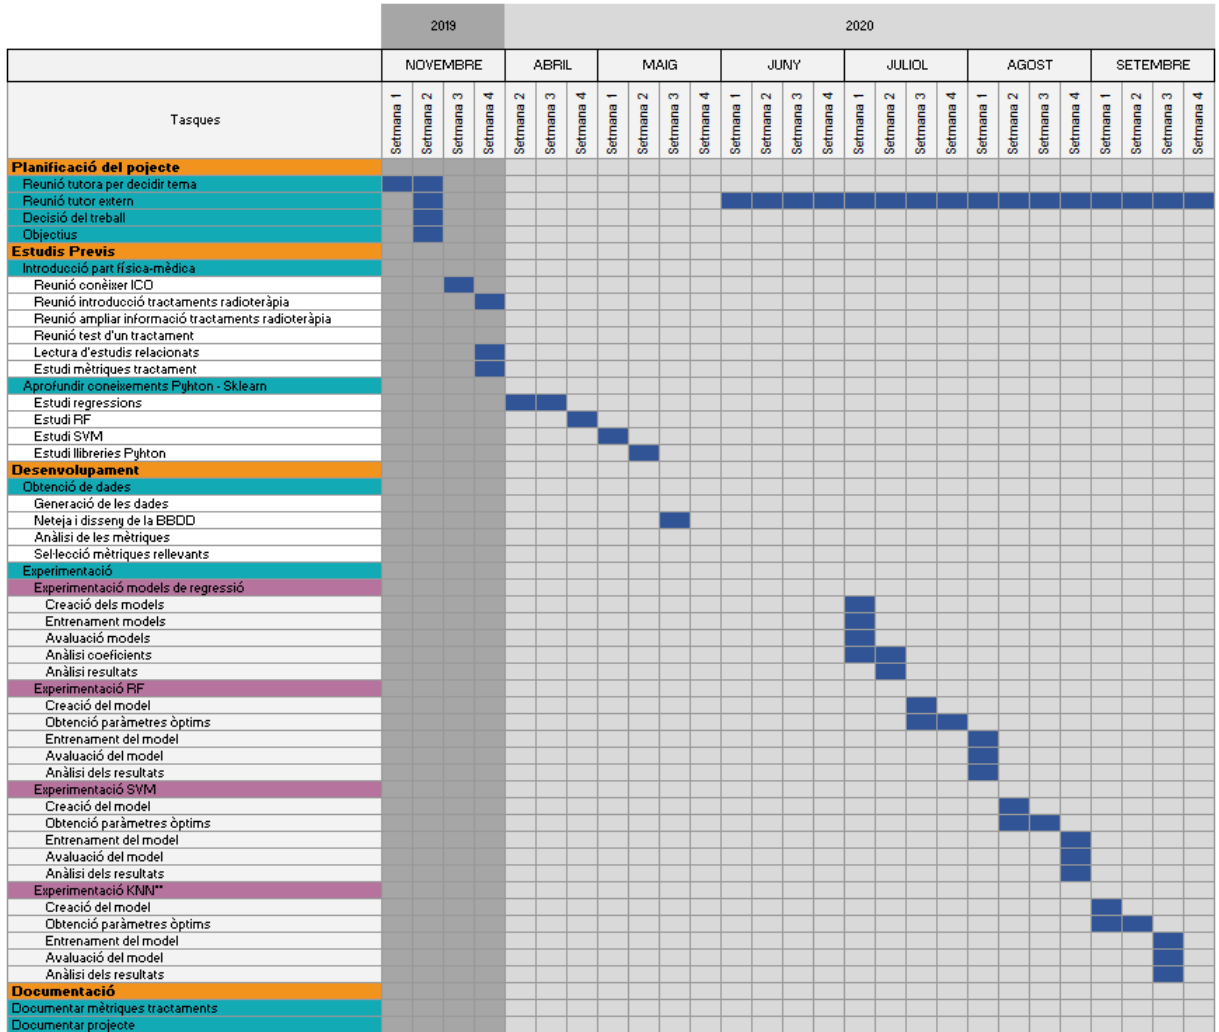 2019 2020
NOVEMBRE ABRIL MAIG JUNY JULIOL AGOST SETEMBRE
Tasques Setmana 1 Setmana 2 Setmana 3 Setmana 4 Setmana 2 Setmana 3 Setmana 4 Setmana 1 Setmana 2 Setmana 3 Setmana 4 Setmana 1 Setmana 2 Setmana 3 Setmana 4 Setmana 1 Setmana 2 Setmana 3 Setmana 4 Setmana 1 Setmana 2 Setmana 3 Setmana 4 Setmana 1 Setmana 2 Setmana 3 Setmana 4
Planificació del pojecte
Reunió tutora per decidir tema
Reunió tutor extern
Decisió del treball
Objectius
Estudis Previs
Introducció part física-mèdica
Reunió conèixer ICO
Reunió introducció tractaments radioteràpia
Reunió ampliar informació tractaments radioteràpia
Reunió test d'un tractament
Lectura d'estudis relacionats
Estudi mètriques tractament
Aprofundir coneixements Pyhton - Sklearn
Estudi regressions
Estudi RF
Estudi SVM
Estudi llibreries Pyhton
Desenvolupament
Obtenció de dades
Generació de les dades
Neteja i disseny de la BBDD
Anàlisi de les mètriques
Sel·lecció mètriques rellevants
Experimentació
Experimentació models de regressió
Creació dels models
Entrenament models
Avaluació models
Anàlisi coeficients
Anàlisi resultats
Experimentació RF
Creació del model
Obtenció paràmetres òptims
Entrenament del model
Avaluació del model
Anàlisi dels resultats
Experimentació SVM
Creació del model
Obtenció paràmetres òptims
Entrenament del model
Avaluació del model
Anàlisi dels resultats
Experimentació KNN**
Creació del model
Obtenció paràmetres òptims
Entrenament del model
Avaluació del model
Anàlisi dels resultats
Documentació
Documentar mètriques tractaments
Documentar projecte